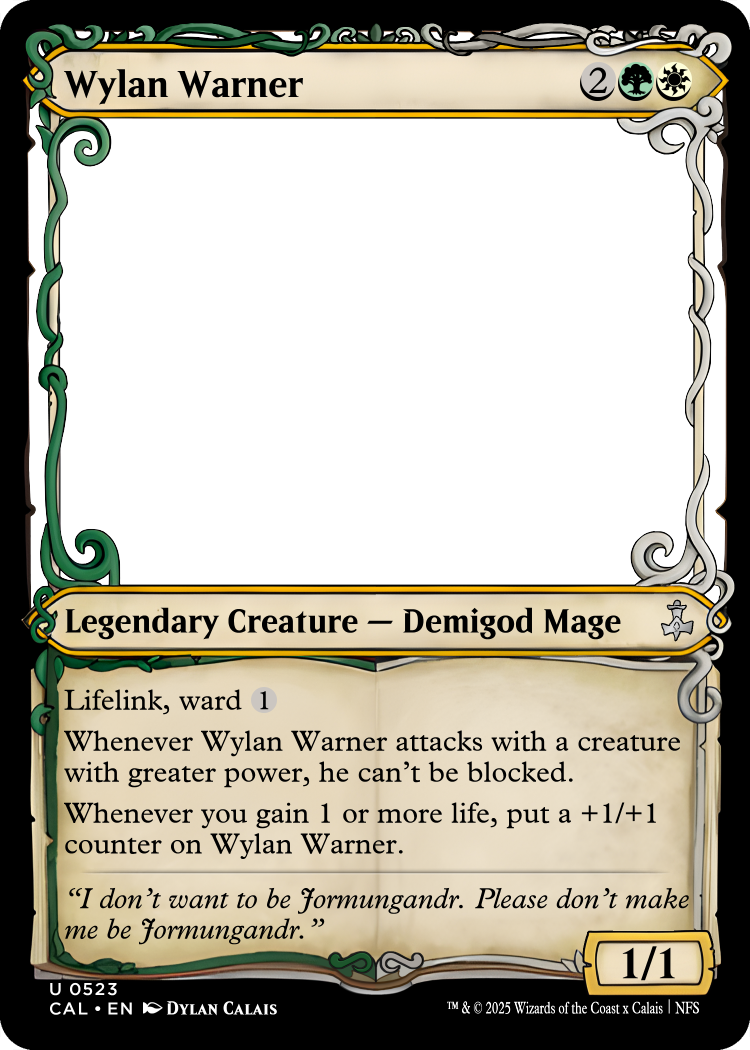 Wylan Warner 2
Legendary Creature — Demigod Mage
Lifelink, ward 1
Whenever Wylan Warner attacks with a creature
with greater power, he can’t be blocked.
Whenever you gain 1 or more life, put a +1/+1
counter on Wylan Warner.
“I don’t want to be Jormungandr. Please don’t make
me be Jormungandr.”
1/1
U 0523
CAL • EN DYLAN CALAIS ™ & © 2025 Wizards of the Coast x Calais | NFS